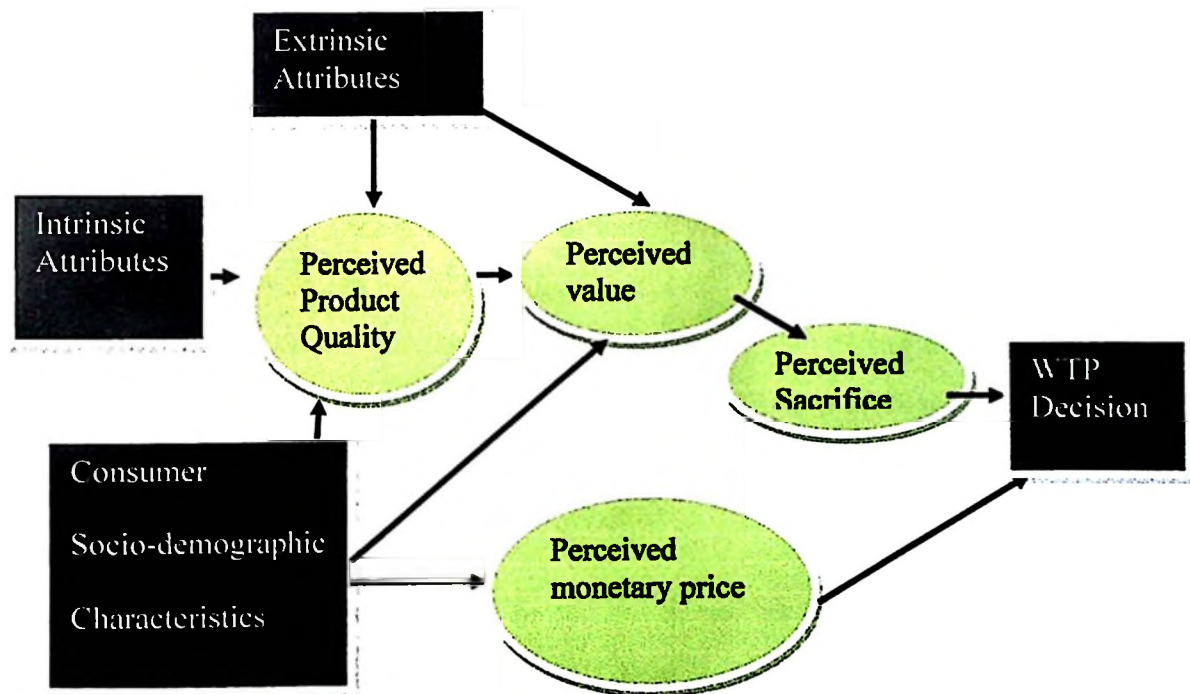 Extrinsic
Attributes
Intrinsic
Attributes
Perceived
Product
Quality
Perceived
value
Perceived
Sacrifice
WTP
Decision
Consumer
Socio-demographic
Characteristics
Perceived
monetary price